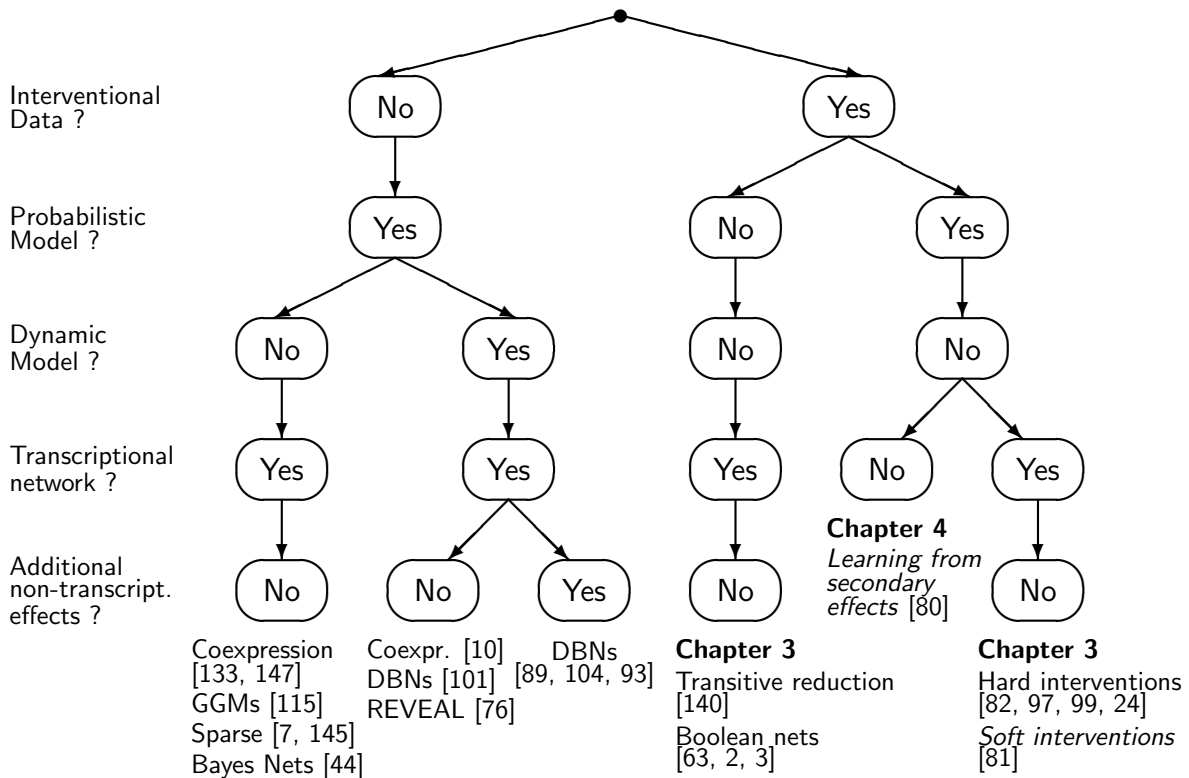 Interventional
Data ?
No
Yes
Probabilistic
Model ?
Yes
No
Yes
Dynamic
Model ?
No
Yes
No
No
Transcriptional
network ?
Yes
Yes
Yes
No
Yes
Additional
non-transcript.
effects ?
No
No
Yes
No
No
Coexpression
[133, 147]
GGMs [115]
Sparse [7, 145]
Bayes Nets [44]
Coexpr. [10]
DBNs [101]
REVEAL [76]
DBNs
[89, 104, 93]
Chapter 3
Transitive reduction
[140]
Boolean nets
[63, 2, 3]
Chapter 4
Learning from
secondary
effects [80]
Chapter 3
Hard interventions
[82, 97, 99, 24]
Soft interventions
[81]